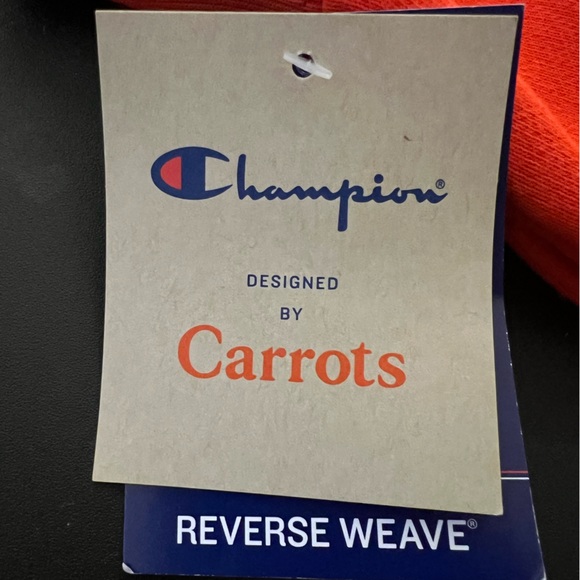 Champion®
DESIGNED
BY
Carrots
REVERSE WEAVE®